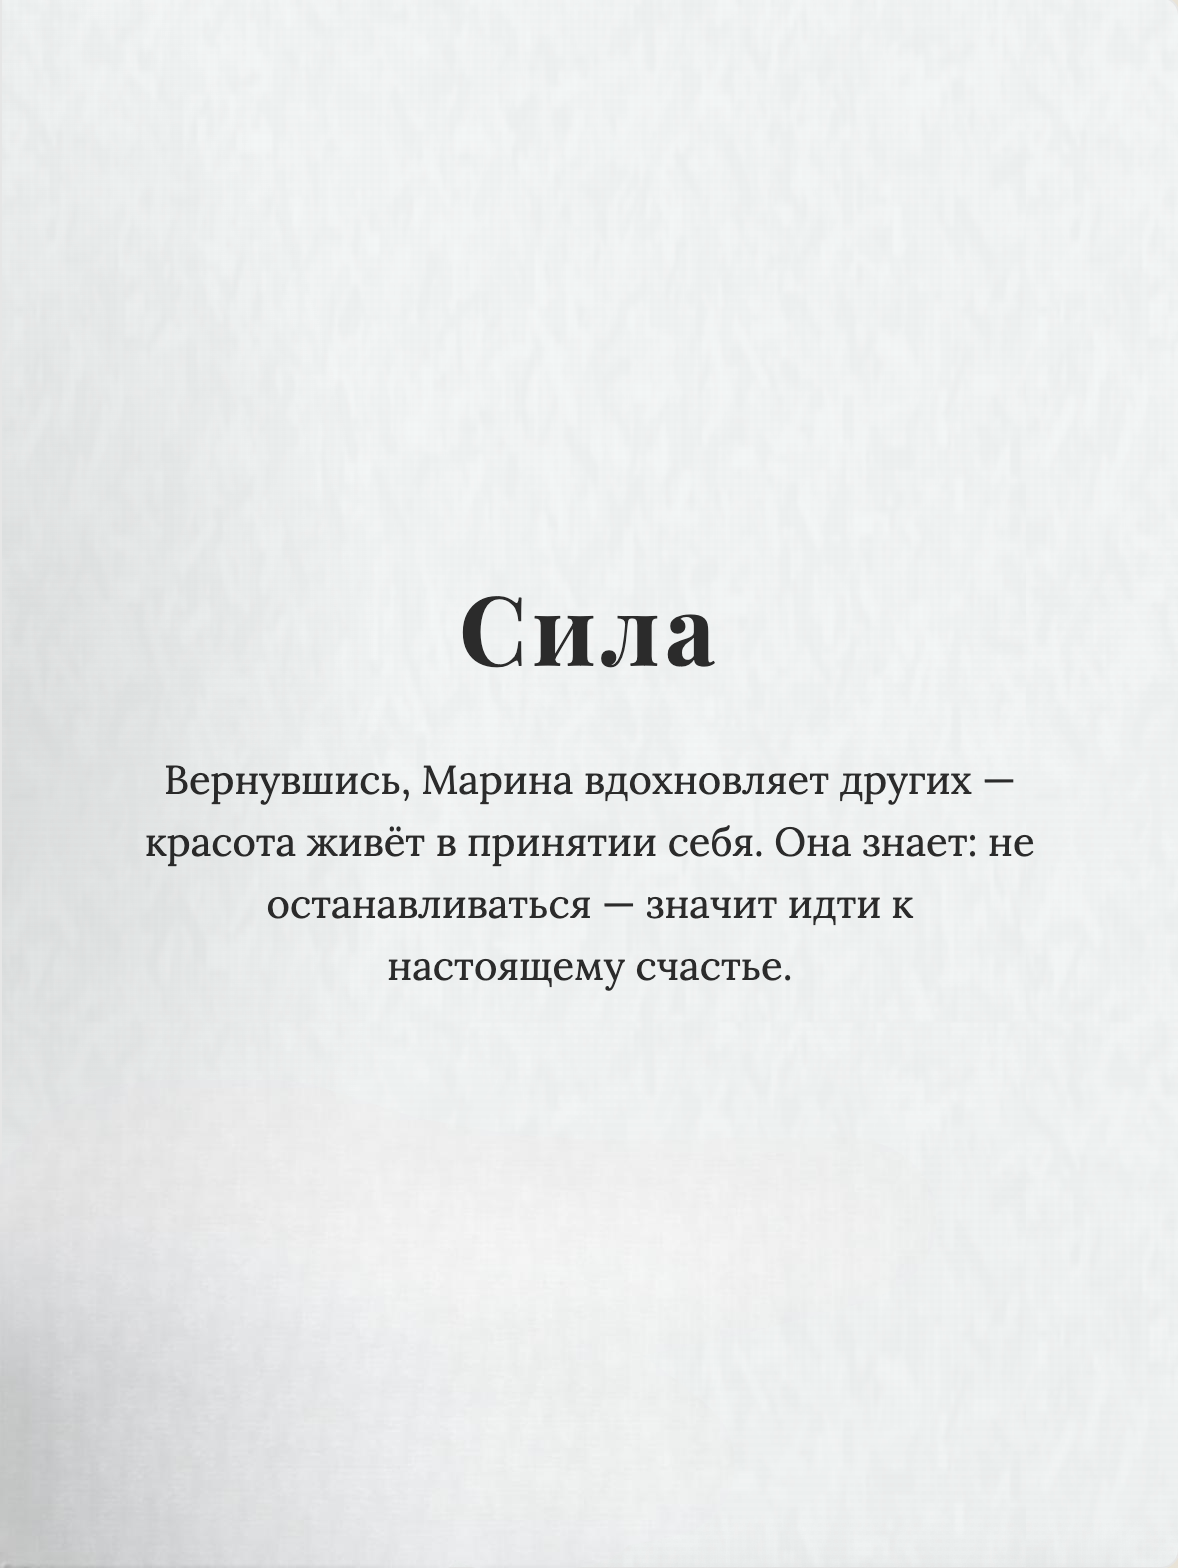 Сила
Вернувшись, Марина вдохновляет других —
красота живёт в принятии себя. Она знает: не
останавливаться — значит идти к
настоящему счастье.